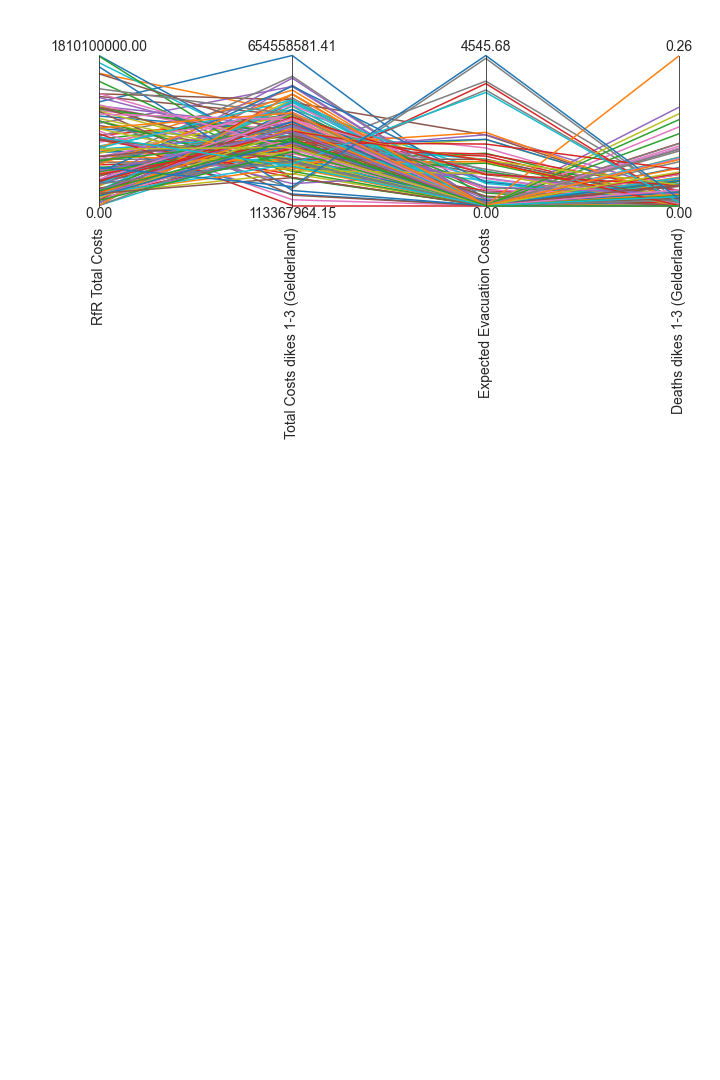 1810100000.00 654558581.41 4545.68 0.26
0.00 113367964.15 0.00 0.00
RfR Total Costs
Total Costs dikes 1-3 (Gelderland)
Expected Evacuation Costs
Deaths dikes 1-3 (Gelderland)